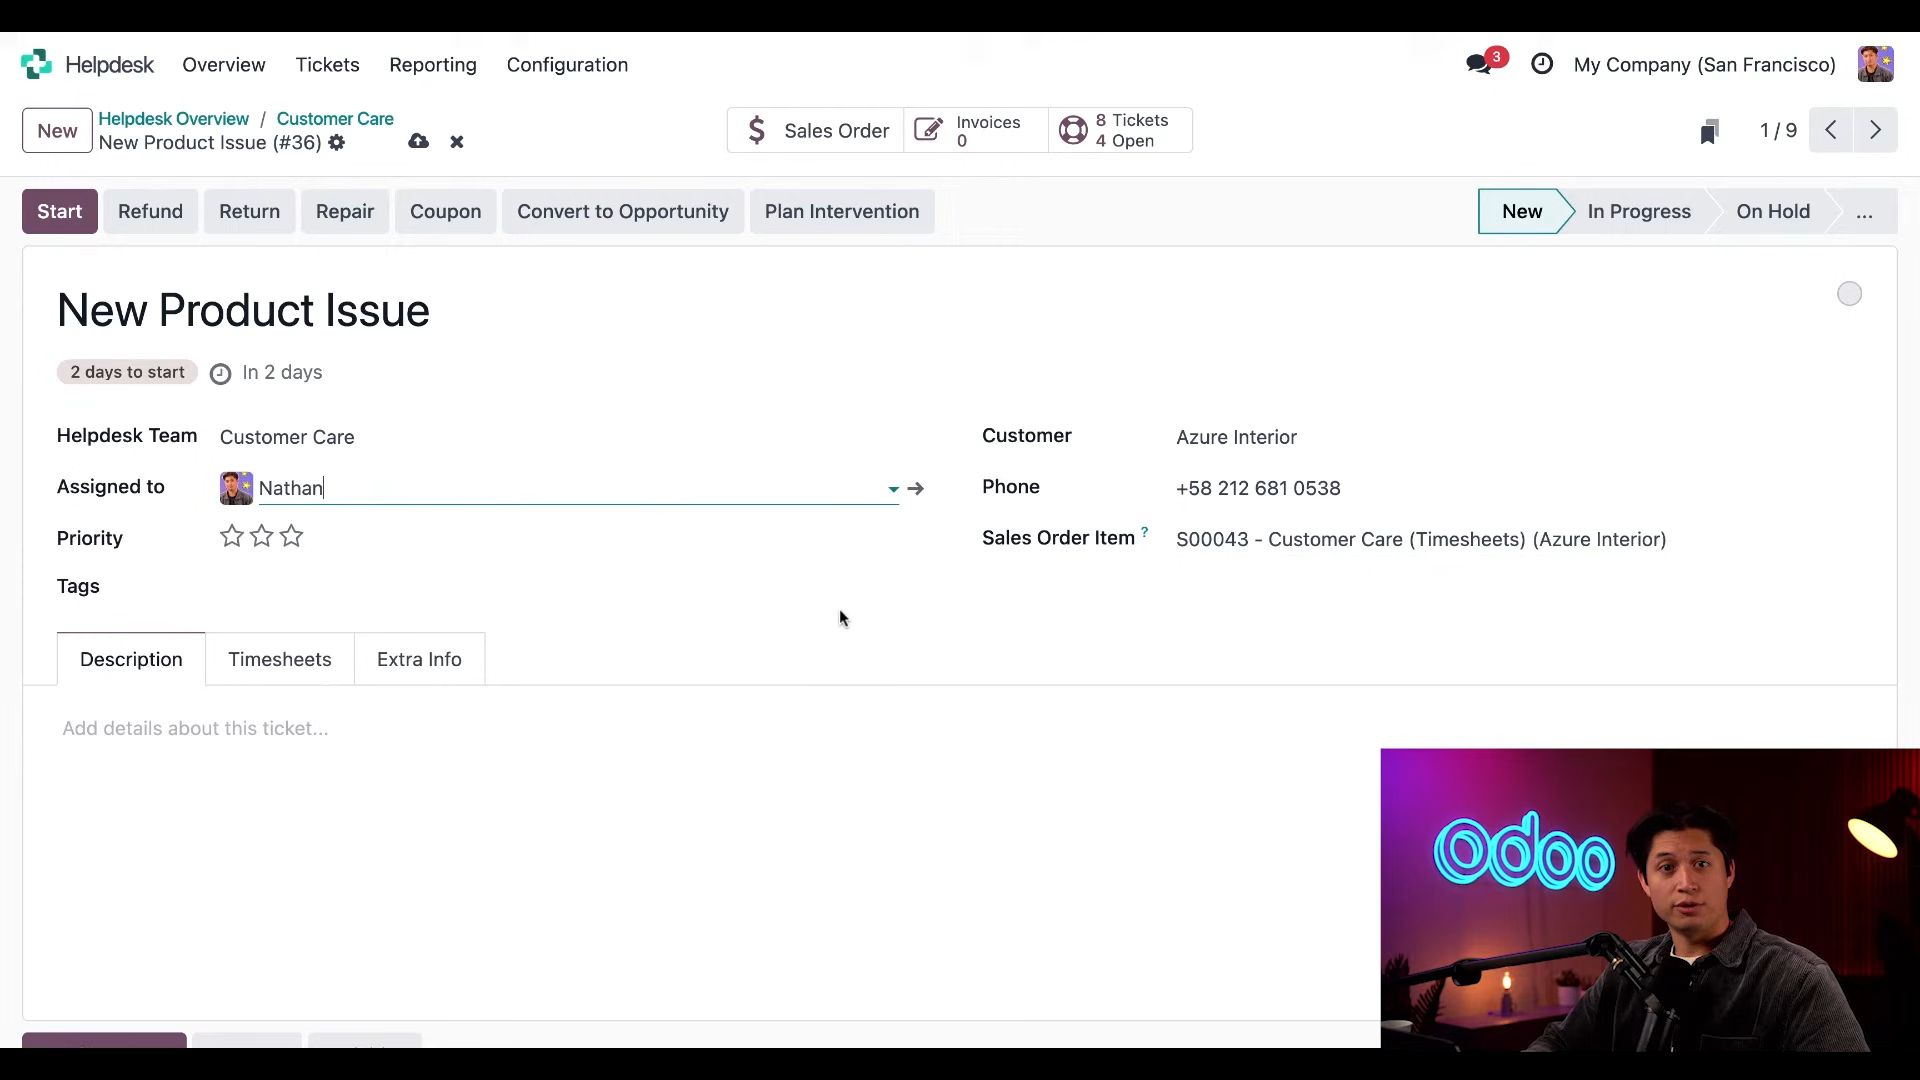 Helpdesk Overview Tickets Reporting Configuration 3 My Company (San Francisco)
New Helpdesk Overview / Customer Care
New Product Issue (#36)
Sales Order
Invoices
0
8 Tickets
4 Open
1 / 9
Start Refund Return Repair Coupon Convert to Opportunity Plan Intervention New In Progress On Hold ...
New Product Issue
2 days to start In 2 days
Helpdesk Team Customer Care
Customer Azure Interior
Assigned to Nathan
Phone +58 212 681 0538
Priority
Sales Order Item ? S00043 - Customer Care (Timesheets) (Azure Interior)
Tags
Description Timesheets Extra Info
Add details about this ticket...
odoo